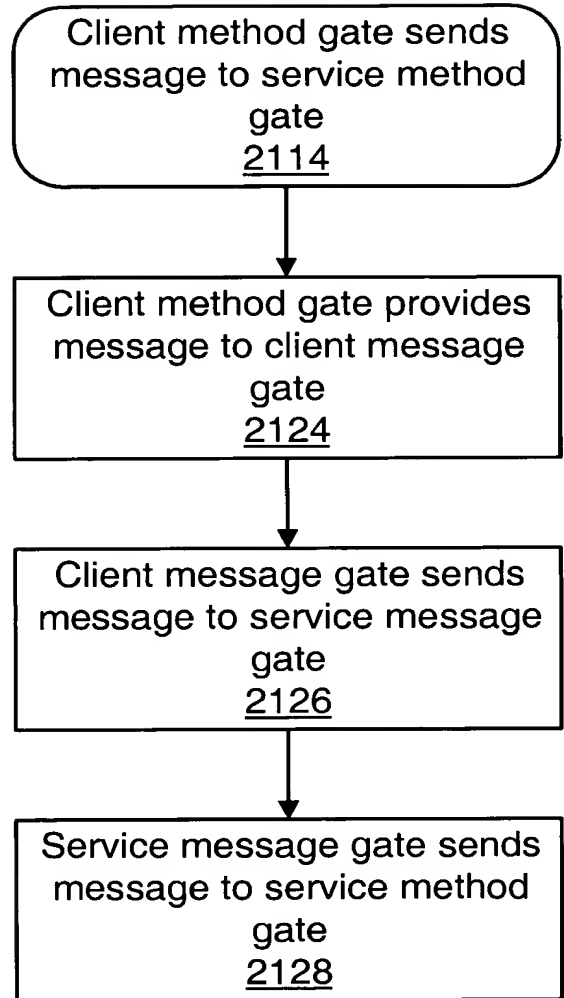 Client method gate sends
message to service method
gate
2114
Client method gate provides
message to client message
gate
2124
Client message gate sends
message to service message
gate
2126
Service message gate sends
message to service method
gate
2128